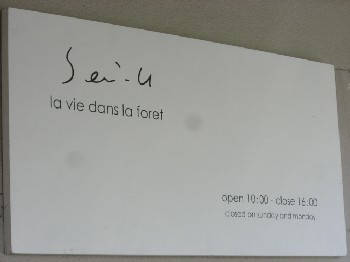 Sei-U
la vie dans la foret
open 10:00 - close 16:00
closed on sunday and monday